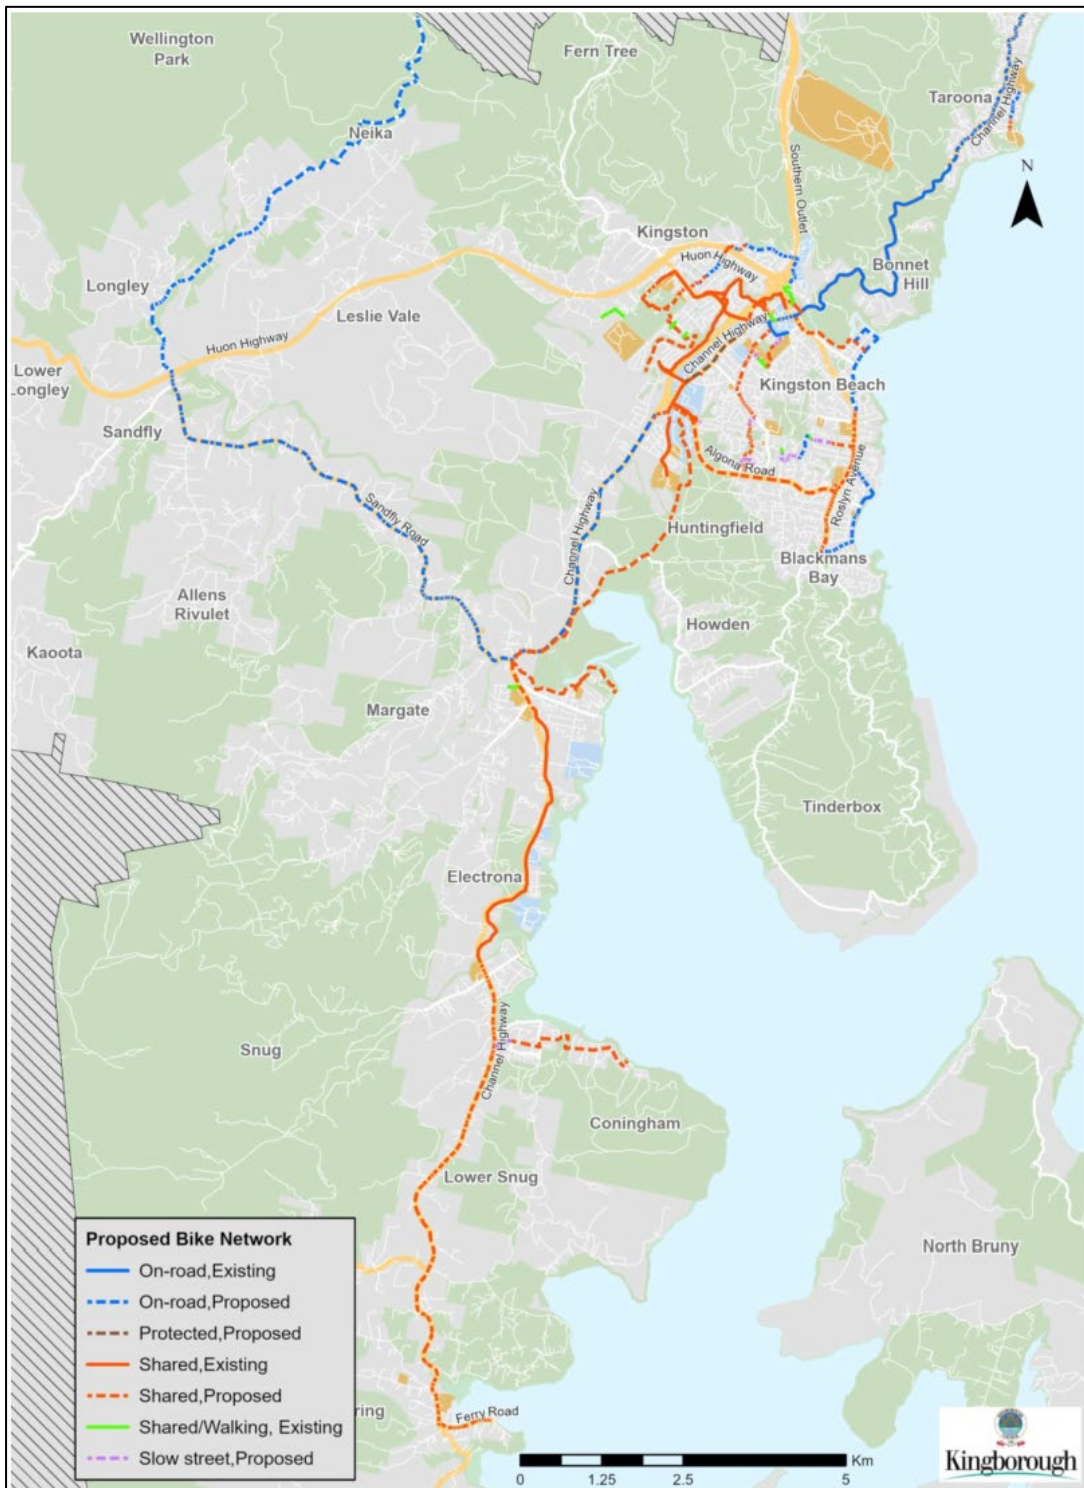 Wellington
Park
Fern Tree
Taroona
Channel Highway
Neika
N
Southern Outlet
Kingston
Huon Highway
Bonnet
Hill
Longley
Leslie Vale
Huon Highway
Channel Highway
Lower
Longley
Kingston Beach
Sandfly
Algona Road
Roslyn Avenue
Sandfly Road
Channel Highway
Huntingfield
Blackmans
Bay
Allens
Rivulet
Howden
Kaoota
Margate
Tinderbox
Electrona
Channel Highway
Snug
Coningham
Lower Snug
North Bruny
Proposed Bike Network
On-road,Existing
On-road,Proposed
Protected,Proposed
Shared,Existing
Shared,Proposed
Shared/Walking, Existing
Slow street,Proposed
ring
Ferry Road
Km
0 1.25 2.5 5
Kingborough